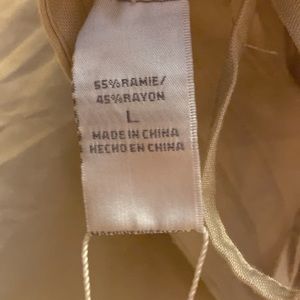 55%RAMIE/
45%RAYON
L
MADE IN CHINA
HECHO EN CHINA